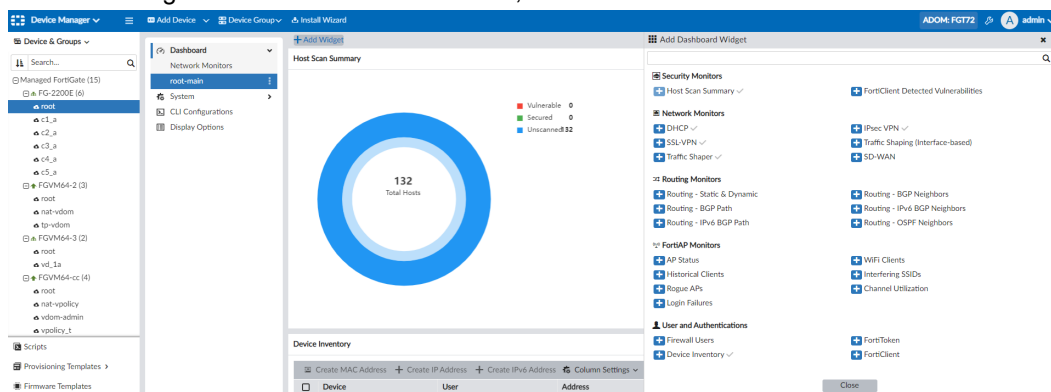 Device Manager
Add Device
Device Group
Install Wizard
ADOM: FGT72
A
admin
Device & Groups
Search...
Managed FortiGate (15)
FG-2200E (6)
root
c1_a
c2_a
c3_a
c4_a
c5_a
FGVM64-2 (3)
root
nat-vdom
tp-vdom
FGVM64-3 (2)
root
vd_1a
FGVM64-cc (4)
root
nat-vpolicy
vdom-admin
vpolicy_t
Scripts
Provisioning Templates
Firmware Templates
Dashboard
Network Monitors
root-main
System
CLI Configurations
Display Options
+ Add Widget
Host Scan Summary
Vulnerable 0
Secured 0
Unscanned 132
132
Total Hosts
Device Inventory
Create MAC Address + Create IP Address + Create IPv6 Address Column Settings
Device User Address
Add Dashboard Widget
Security Monitors
Host Scan Summary FortiClient Detected Vulnerabilities
Network Monitors
DHCP IPsec VPN
SSL-VPN Traffic Shaping (Interface-based)
Traffic Shaper SD-WAN
Routing Monitors
Routing - Static & Dynamic Routing - BGP Neighbors
Routing - BGP Path Routing - IPv6 BGP Neighbors
Routing - IPv6 BGP Path Routing - OSPF Neighbors
FortiAP Monitors
AP Status WiFi Clients
Historical Clients Interfering SSIDs
Rogue APs Channel Utilization
Login Failures
User and Authentications
Firewall Users FortiToken
Device Inventory FortiClient
Close